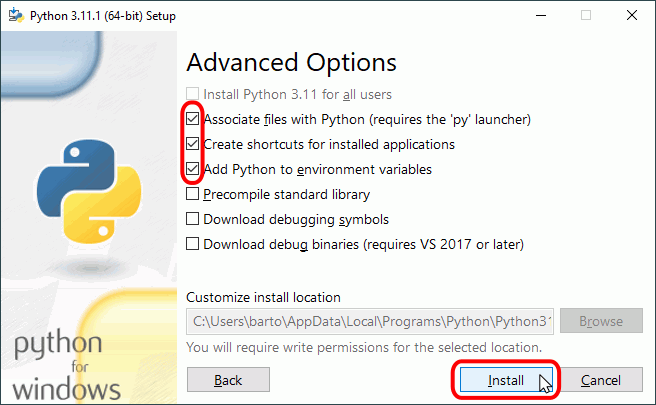 Python 3.11.1 (64-bit) Setup
Advanced Options
Install Python 3.11 for all users
Associate files with Python (requires the 'py' launcher)
Create shortcuts for installed applications
Add Python to environment variables
Precompile standard library
Download debugging symbols
Download debug binaries (requires VS 2017 or later)
Customize install location
C:\Users\barto\AppData\Local\Programs\Python\Python31
Browse
You will require write permissions for the selected location.
python
for
windows
Back
Install
Cancel